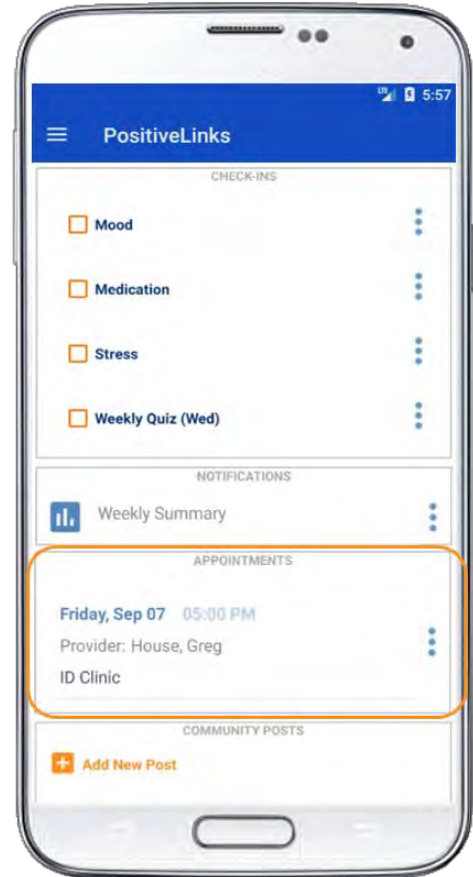 LTE 5:57
PositiveLinks
CHECK-INS
Mood
Medication
Stress
Weekly Quiz (Wed)
NOTIFICATIONS
Weekly Summary
APPOINTMENTS
Friday, Sep 07 05:00 PM
Provider: House, Greg
ID Clinic
COMMUNITY POSTS
Add New Post